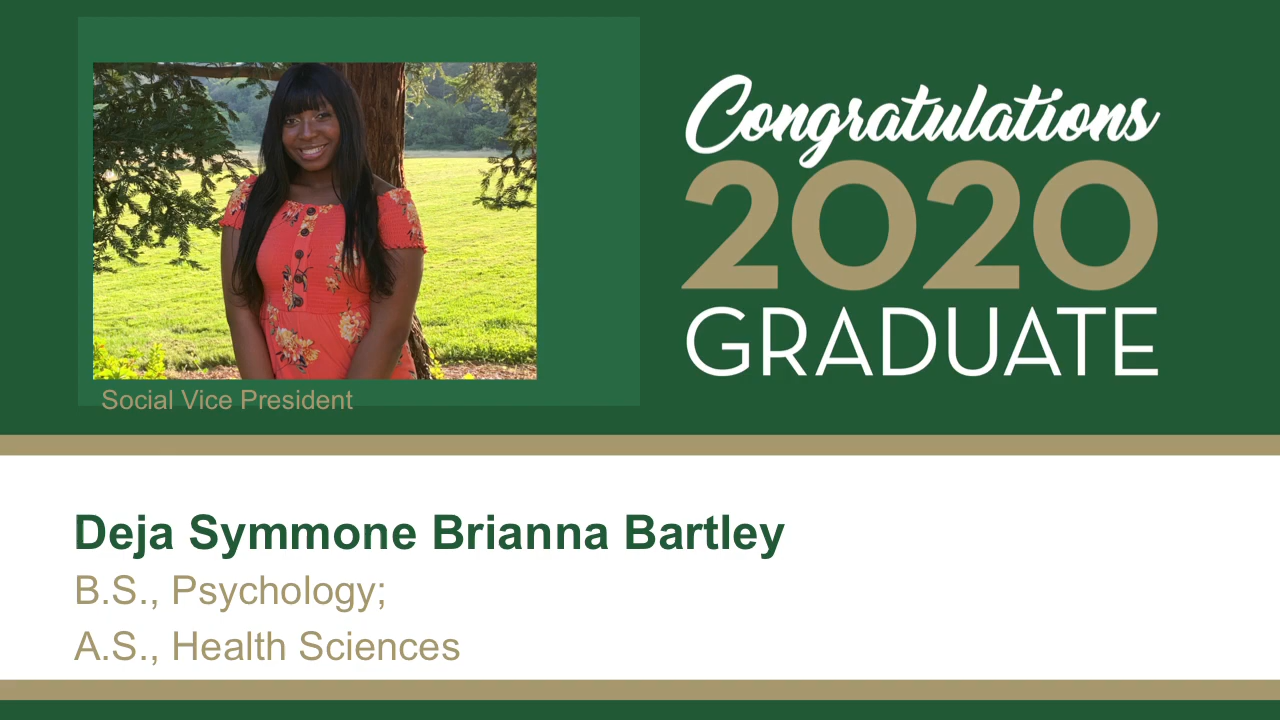 Congratulations
2020
GRADUATE
Social Vice President
Deja Symmone Brianna Bartley
B.S., Psychology;
A.S., Health Sciences